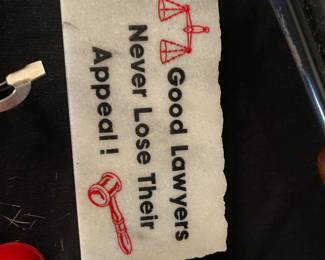 Good Lawyers
Never Lose Their
Appeal!